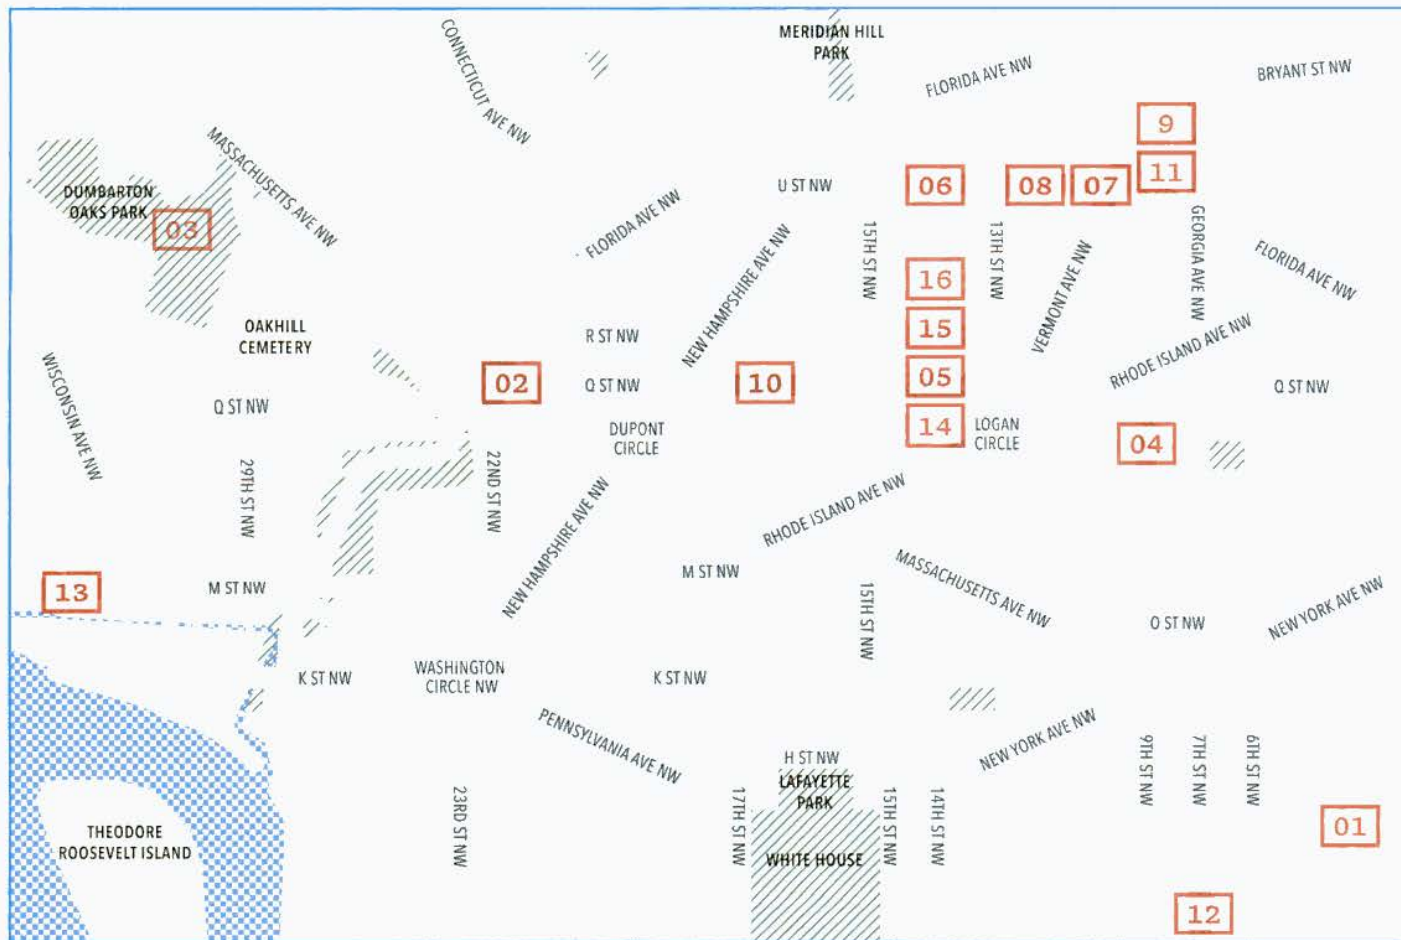 MERIDIAN HILL
PARK
CONNECTICUT AVE NW
FLORIDA AVE NW
BRYANT ST NW
9
MASSACHUSETTS AVE NW
11
DUMBARTON
OAKS PARK
03
U ST NW
06
08
07
FLORIDA AVE NW
NEW HAMPSHIRE AVE NW
15TH ST NW
13TH ST NW
VERMONT AVE NW
GEORGIA AVE NW
FLORIDA AVE NW
16
OAKHILL
CEMETERY
R ST NW
15
RHODE ISLAND AVE NW
WISCONSIN AVE NW
Q ST NW
02
Q ST NW
10
05
Q ST NW
DUPONT
CIRCLE
14
LOGAN
CIRCLE
04
29TH ST NW
22ND ST NW
NEW HAMPSHIRE AVE NW
RHODE ISLAND AVE NW
13
M ST NW
M ST NW
15TH ST NW
MASSACHUSETTS AVE NW
O ST NW
NEW YORK AVE NW
K ST NW
WASHINGTON
CIRCLE NW
K ST NW
PENNSYLVANIA AVE NW
H ST NW
LAFAYETTE
PARK
NEW YORK AVE NW
9TH ST NW
7TH ST NW
6TH ST NW
THEODORE
ROOSEVELT ISLAND
23RD ST NW
17TH ST NW
WHITE HOUSE
15TH ST NW
14TH ST NW
01
12